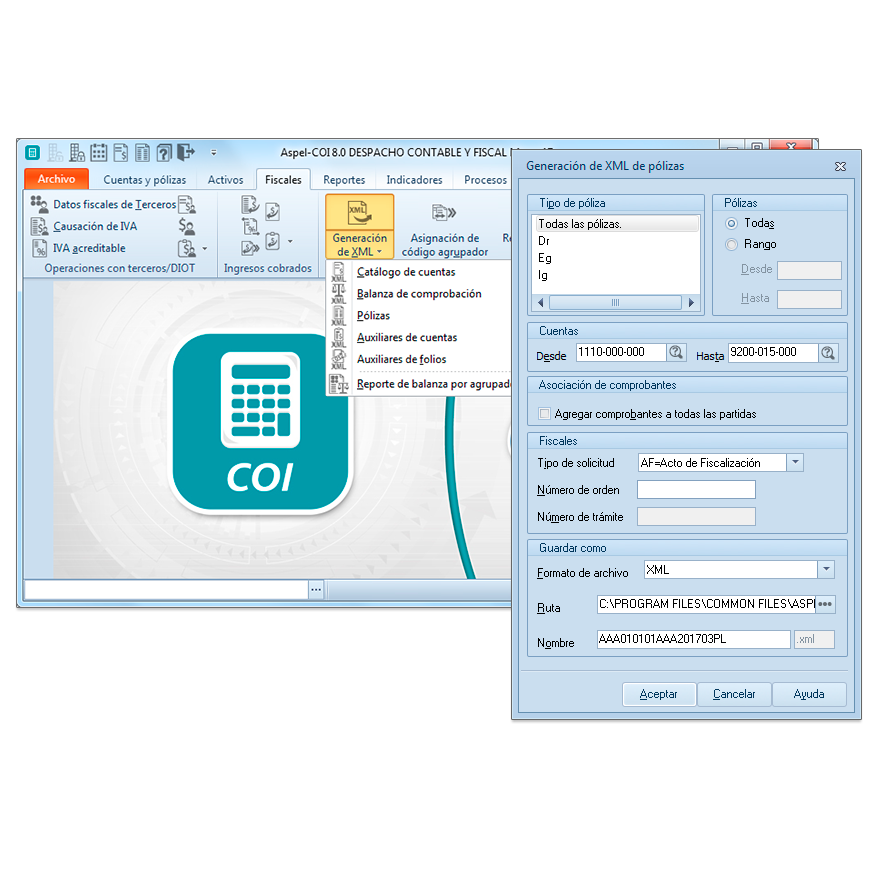 Aspel-COI 8.0 DESPACHO CONTABLE Y FISCAL
Archivo
Cuentas y pólizas
Activos
Fiscales
Reportes
Indicadores
Procesos
Datos fiscales de Terceros
Causación de IVA
IVA acreditable
Operaciones con terceros/DIOT
Ingresos cobrados
XML
Generación
de XML
Asignación de
código agrupador
XML
Catálogo de cuentas
XML
Balanza de comprobación
XML
Pólizas
XML
Auxiliares de cuentas
XML
Auxiliares de folios
Reporte de balanza por agrupado
COI
...
Generación de XML de pólizas
Tipo de póliza
Todas las pólizas.
Dr
Eg
Ig
Pólizas
Todas
Rango
Desde
Hasta
Cuentas
Desde
1110-000-000
Hasta
9200-015-000
Asociación de comprobantes
Agregar comprobantes a todas las partidas
Fiscales
Tipo de solicitud
AF=Acto de Fiscalización
Número de orden
Número de trámite
Guardar como
Formato de archivo
XML
Ruta
C:\PROGRAM FILES\COMMON FILES\ASPI
Nombre
AAA010101AAA201703PL
.xml
Aceptar
Cancelar
Ayuda